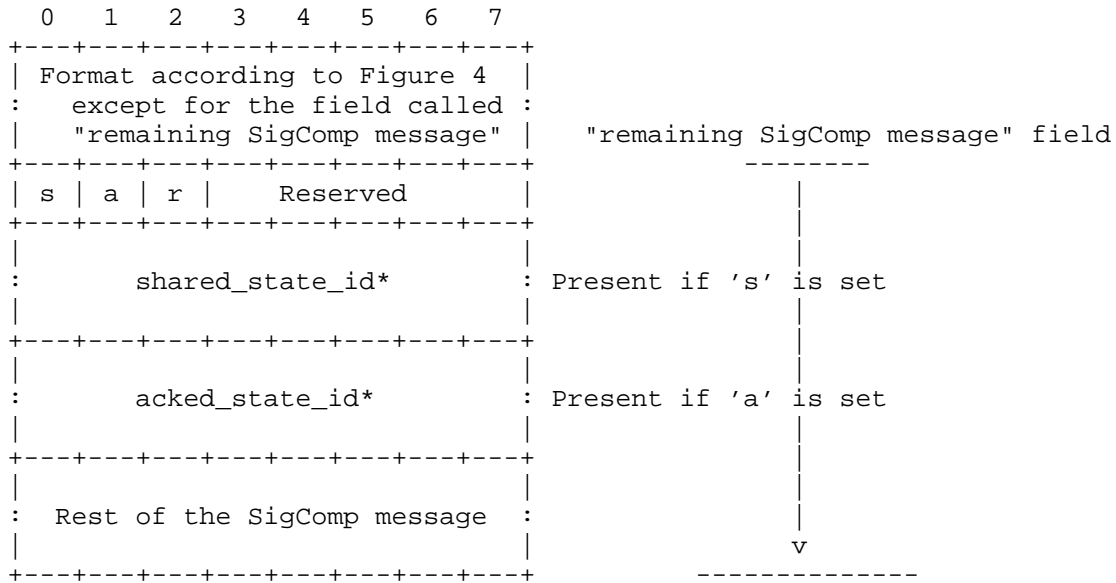 0   1   2   3   4   5   6   7
+---+---+---+---+---+---+---+---+
| Format according to Figure 4  |
:   except for the field called :
|   "remaining SigComp message" |   "remaining SigComp message" field
+---+---+---+---+---+---+---+---+            --------
| s | a | r |    Reserved       |               |
+---+---+---+---+---+---+---+---+               |
|                               |               |
:       shared_state_id*        : Present if ’s’ is set
|                               |               |
+---+---+---+---+---+---+---+---+               |
|                               |               |
:       acked_state_id*         : Present if ’a’ is set
|                               |               |
+---+---+---+---+---+---+---+---+               |
|                               |               |
:  Rest of the SigComp message  :               |
|                               |               v
+---+---+---+---+---+---+---+---+         --------------